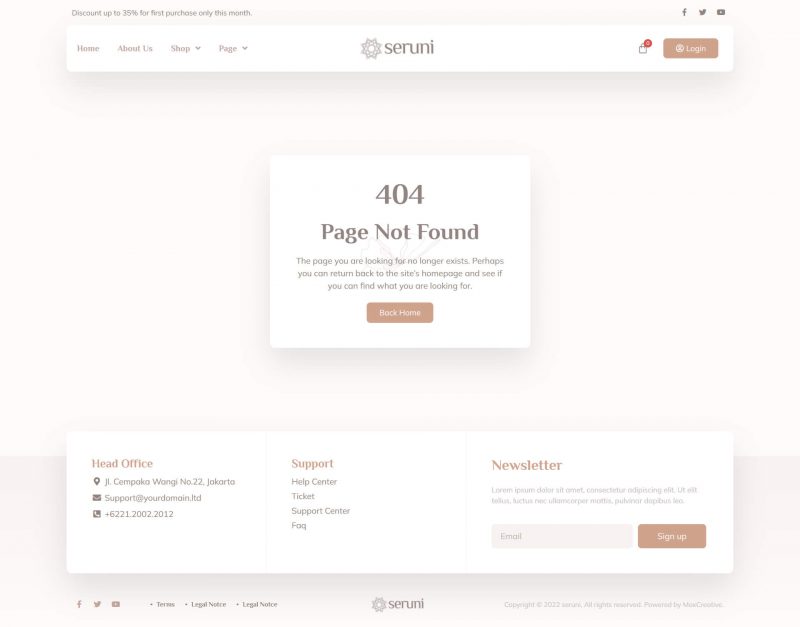 Discount up to 35% for first purchase only this month.
Home About Us Shop Page seruni 0 Login
404
Page Not Found
The page you are looking for no longer exists. Perhaps
you can return back to the site's homepage and see if
you can find what you are looking for.
Back Home
Head Office
Jl. Cempaka Wangi No.22, Jakarta
Support@yourdomain.ltd
+6221.2002.2012
Support
Help Center
Ticket
Support Center
Faq
Newsletter
Lorem ipsum dolor sit amet, consectetur adipiscing elit. Ut elit
tellus, luctus nec ullamcorper mattis, pulvinar dapibus leo.
Email Sign up
• Terms • Legal Notce • Legal Notce seruni Copyright © 2022 seruni, All rights reserved. Powered by MoxCreative.